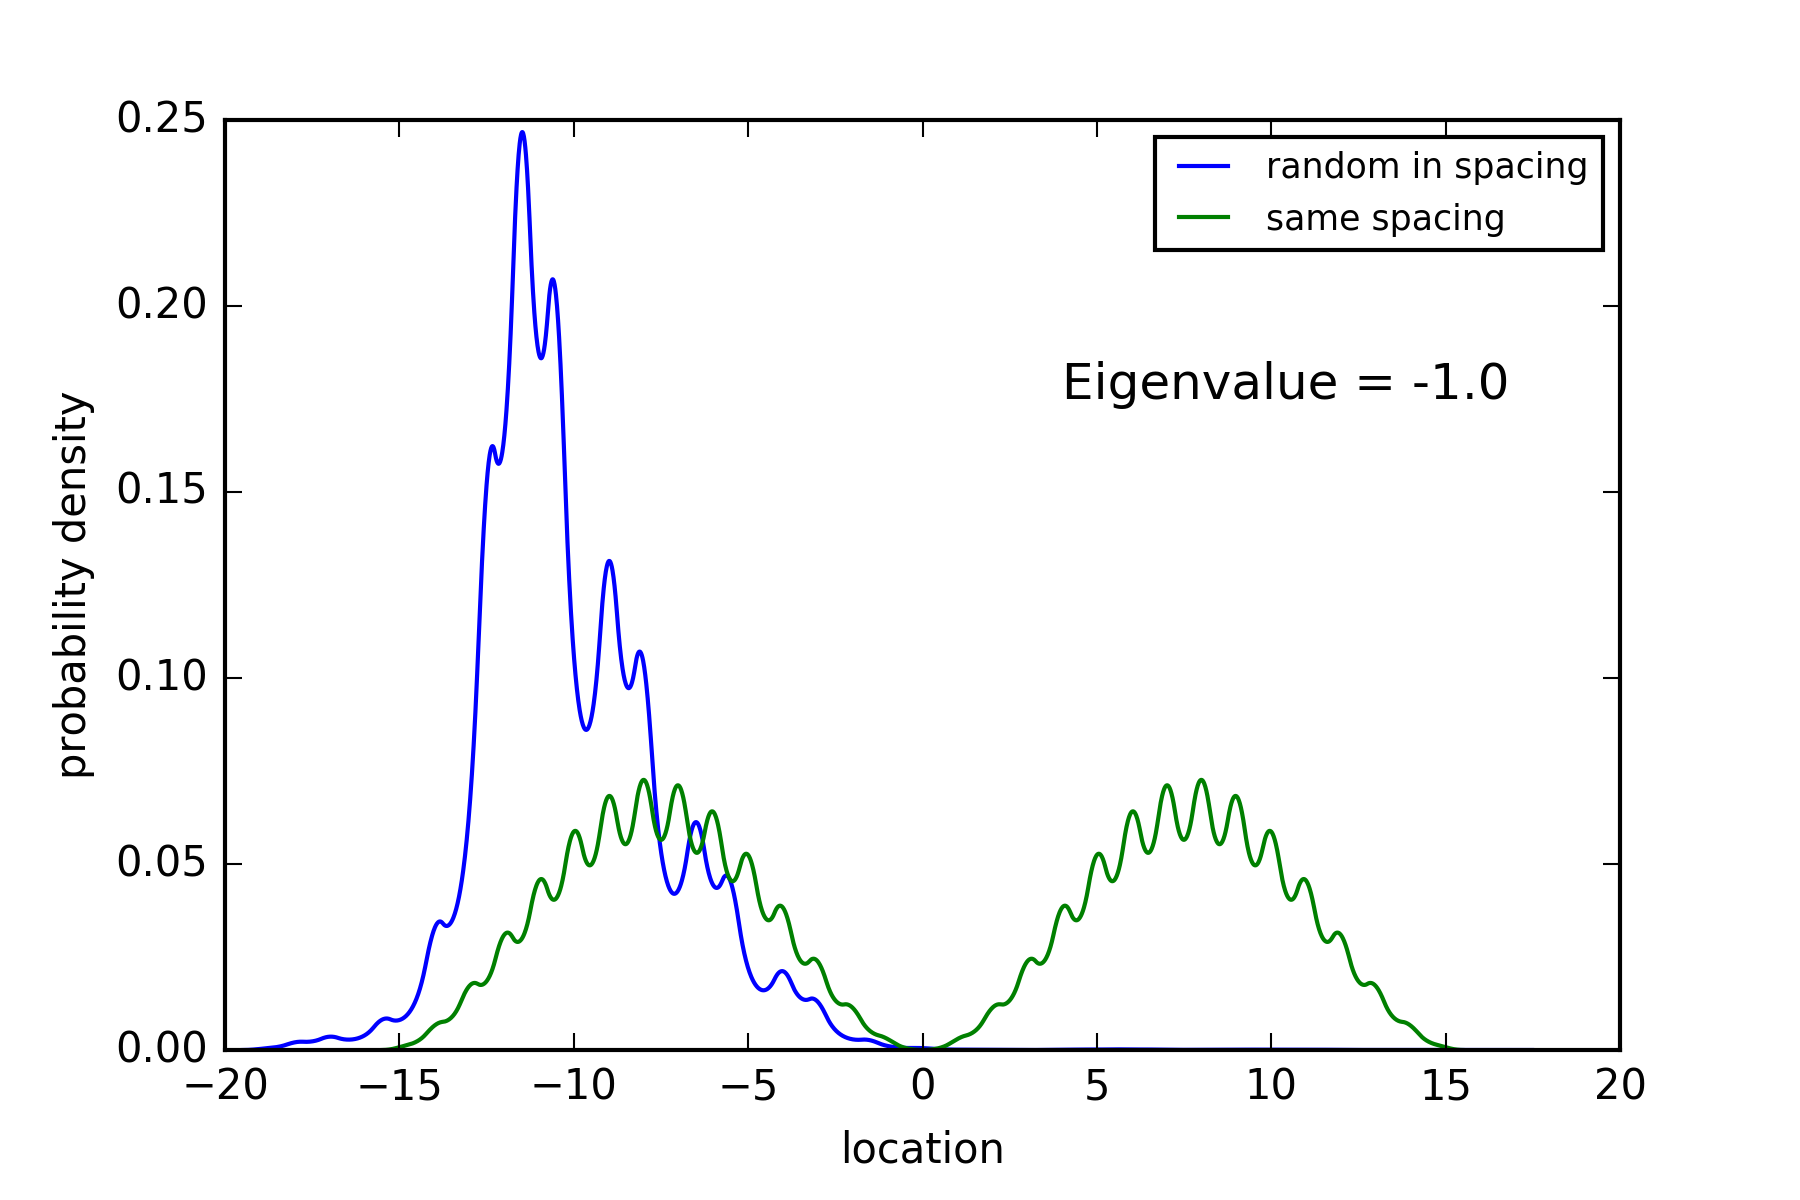 0.25
0.20
0.15
0.10
0.05
0.00
probability density
random in spacing
same spacing
Eigenvalue = -1.0
−20 −15 −10 −5 0 5 10 15 20
location